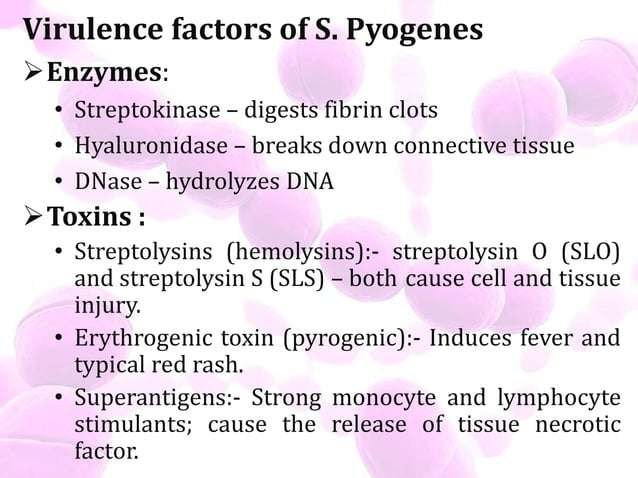 Virulence factors of S. Pyogenes
➢Enzymes:
• Streptokinase – digests fibrin clots
• Hyaluronidase – breaks down connective tissue
• DNase – hydrolyzes DNA
➢Toxins :
• Streptolysins (hemolysins):- streptolysin O (SLO)
and streptolysin S (SLS) – both cause cell and tissue
injury.
• Erythrogenic toxin (pyrogenic):- Induces fever and
typical red rash.
• Superantigens:- Strong monocyte and lymphocyte
stimulants; cause the release of tissue necrotic
factor.